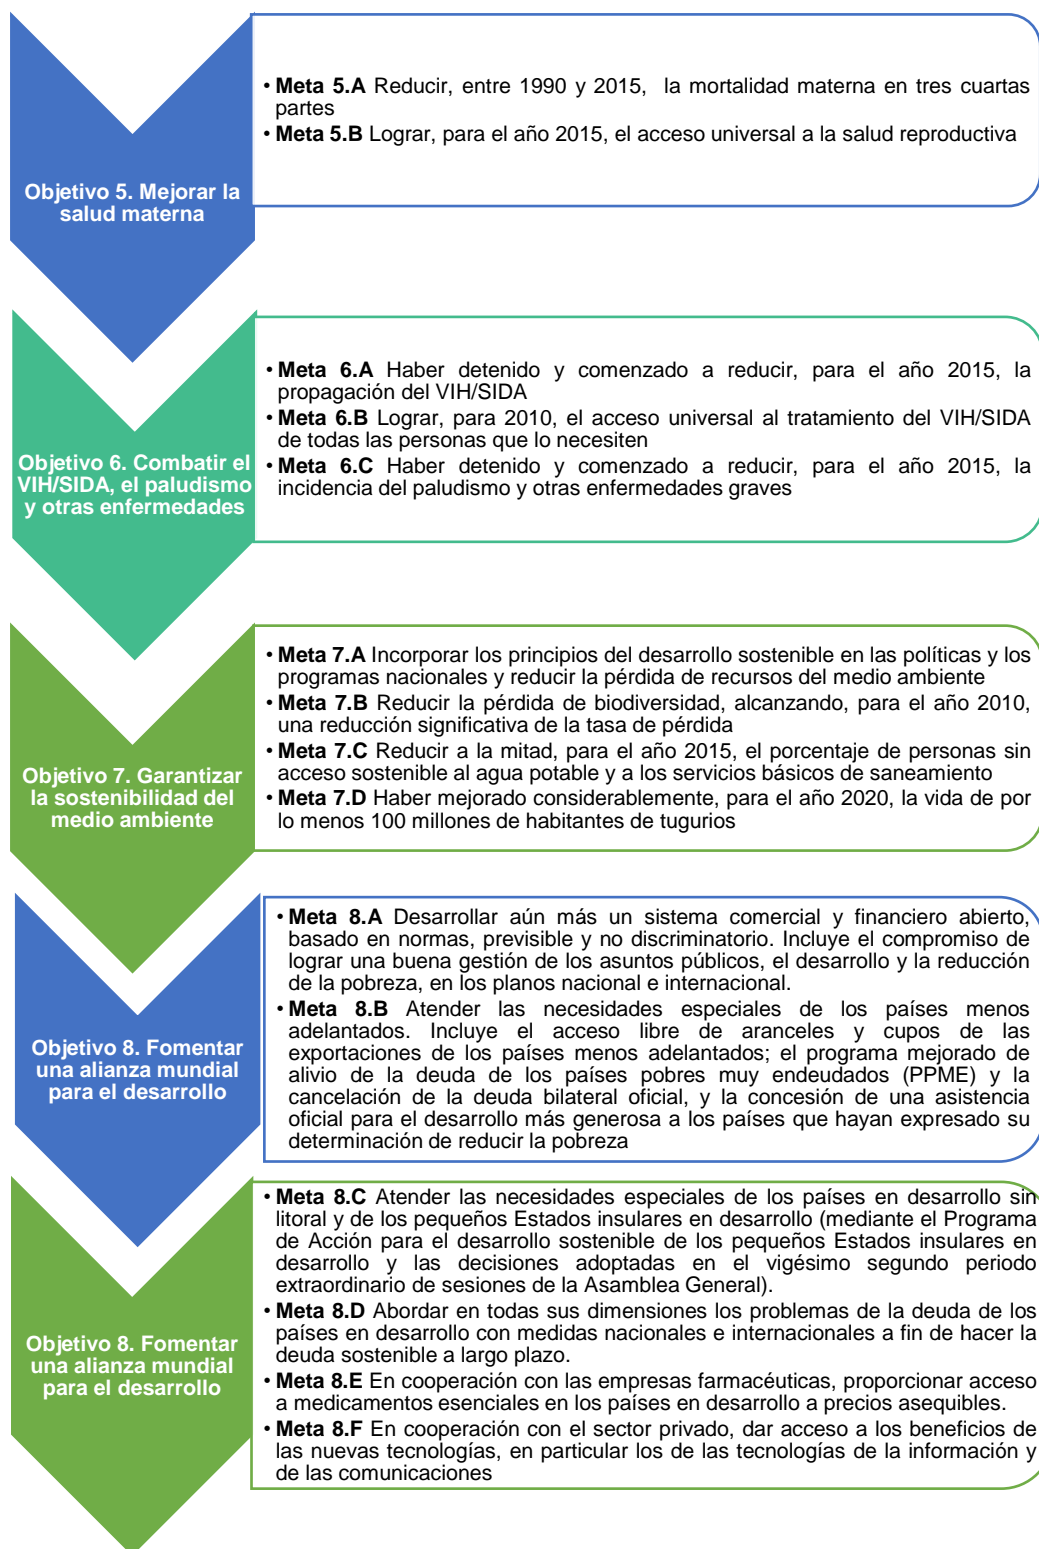 Objetivo 5. Mejorar la
salud materna
• Meta 5.A Reducir, entre 1990 y 2015, la mortalidad materna en tres cuartas
partes
• Meta 5.B Lograr, para el año 2015, el acceso universal a la salud reproductiva
Objetivo 6. Combatir el
VIH/SIDA, el paludismo
y otras enfermedades
• Meta 6.A Haber detenido y comenzado a reducir, para el año 2015, la
propagación del VIH/SIDA
• Meta 6.B Lograr, para 2010, el acceso universal al tratamiento del VIH/SIDA
de todas las personas que lo necesiten
• Meta 6.C Haber detenido y comenzado a reducir, para el año 2015, la
incidencia del paludismo y otras enfermedades graves
Objetivo 7. Garantizar
la sostenibilidad del
medio ambiente
• Meta 7.A Incorporar los principios del desarrollo sostenible en las políticas y los
programas nacionales y reducir la pérdida de recursos del medio ambiente
• Meta 7.B Reducir la pérdida de biodiversidad, alcanzando, para el año 2010,
una reducción significativa de la tasa de pérdida
• Meta 7.C Reducir a la mitad, para el año 2015, el porcentaje de personas sin
acceso sostenible al agua potable y a los servicios básicos de saneamiento
• Meta 7.D Haber mejorado considerablemente, para el año 2020, la vida de por
lo menos 100 millones de habitantes de tugurios
Objetivo 8. Fomentar
una alianza mundial
para el desarrollo
• Meta 8.A Desarrollar aún más un sistema comercial y financiero abierto,
basado en normas, previsible y no discriminatorio. Incluye el compromiso de
lograr una buena gestión de los asuntos públicos, el desarrollo y la reducción
de la pobreza, en los planos nacional e internacional.
• Meta 8.B Atender las necesidades especiales de los países menos
adelantados. Incluye el acceso libre de aranceles y cupos de las
exportaciones de los países menos adelantados; el programa mejorado de
alivio de la deuda de los países pobres muy endeudados (PPME) y la
cancelación de la deuda bilateral oficial, y la concesión de una asistencia
oficial para el desarrollo más generosa a los países que hayan expresado su
determinación de reducir la pobreza
Objetivo 8. Fomentar
una alianza mundial
para el desarrollo
• Meta 8.C Atender las necesidades especiales de los países en desarrollo sin
litoral y de los pequeños Estados insulares en desarrollo (mediante el Programa
de Acción para el desarrollo sostenible de los pequeños Estados insulares en
desarrollo y las decisiones adoptadas en el vigésimo segundo periodo
extraordinario de sesiones de la Asamblea General).
• Meta 8.D Abordar en todas sus dimensiones los problemas de la deuda de los
países en desarrollo con medidas nacionales e internacionales a fin de hacer la
deuda sostenible a largo plazo.
• Meta 8.E En cooperación con las empresas farmacéuticas, proporcionar acceso
a medicamentos esenciales en los países en desarrollo a precios asequibles.
• Meta 8.F En cooperación con el sector privado, dar acceso a los beneficios de
las nuevas tecnologías, en particular los de las tecnologías de la información y
de las comunicaciones